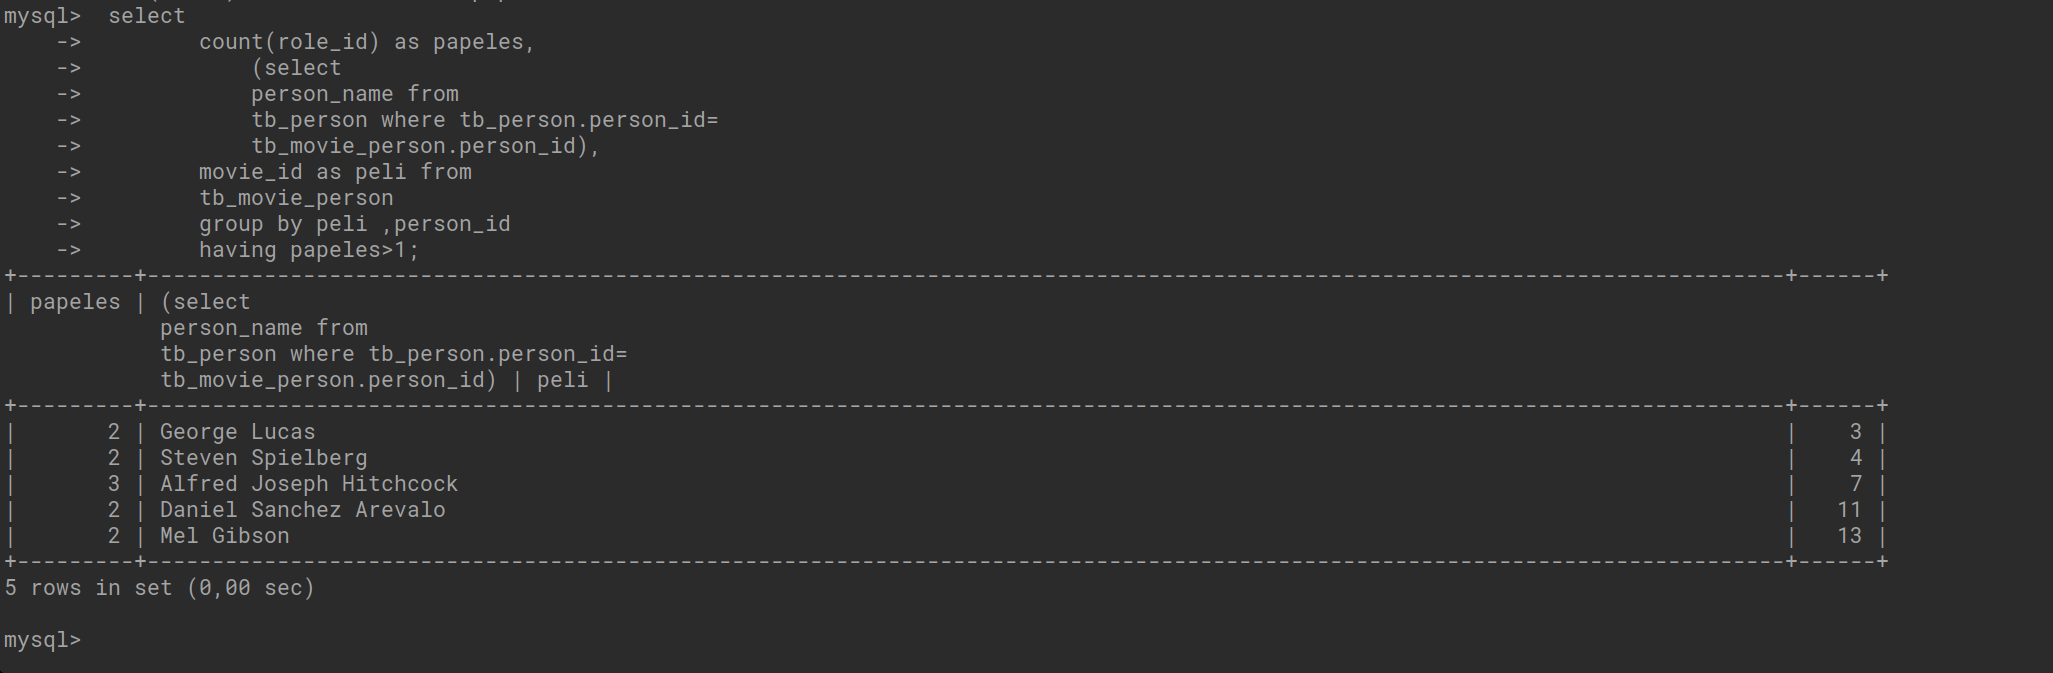 mysql>  select
    ->         count(role_id) as papeles,
    ->             (select
    ->             person_name from
    ->             tb_person where tb_person.person_id=
    ->             tb_movie_person.person_id),
    ->         movie_id as peli from
    ->         tb_movie_person
    ->         group by peli ,person_id
    ->         having papeles>1;
+---------+------------------------------------------------------------------------------------------------------------------------------+------+
| papeles | (select
            person_name from
            tb_person where tb_person.person_id=
            tb_movie_person.person_id) | peli |
+---------+------------------------------------------------------------------------------------------------------------------------------+------+
|       2 | George Lucas                                                                                                                 |    3 |
|       2 | Steven Spielberg                                                                                                             |    4 |
|       3 | Alfred Joseph Hitchcock                                                                                                      |    7 |
|       2 | Daniel Sanchez Arevalo                                                                                                       |   11 |
|       2 | Mel Gibson                                                                                                                   |   13 |
+---------+------------------------------------------------------------------------------------------------------------------------------+------+
5 rows in set (0,00 sec)
mysql>